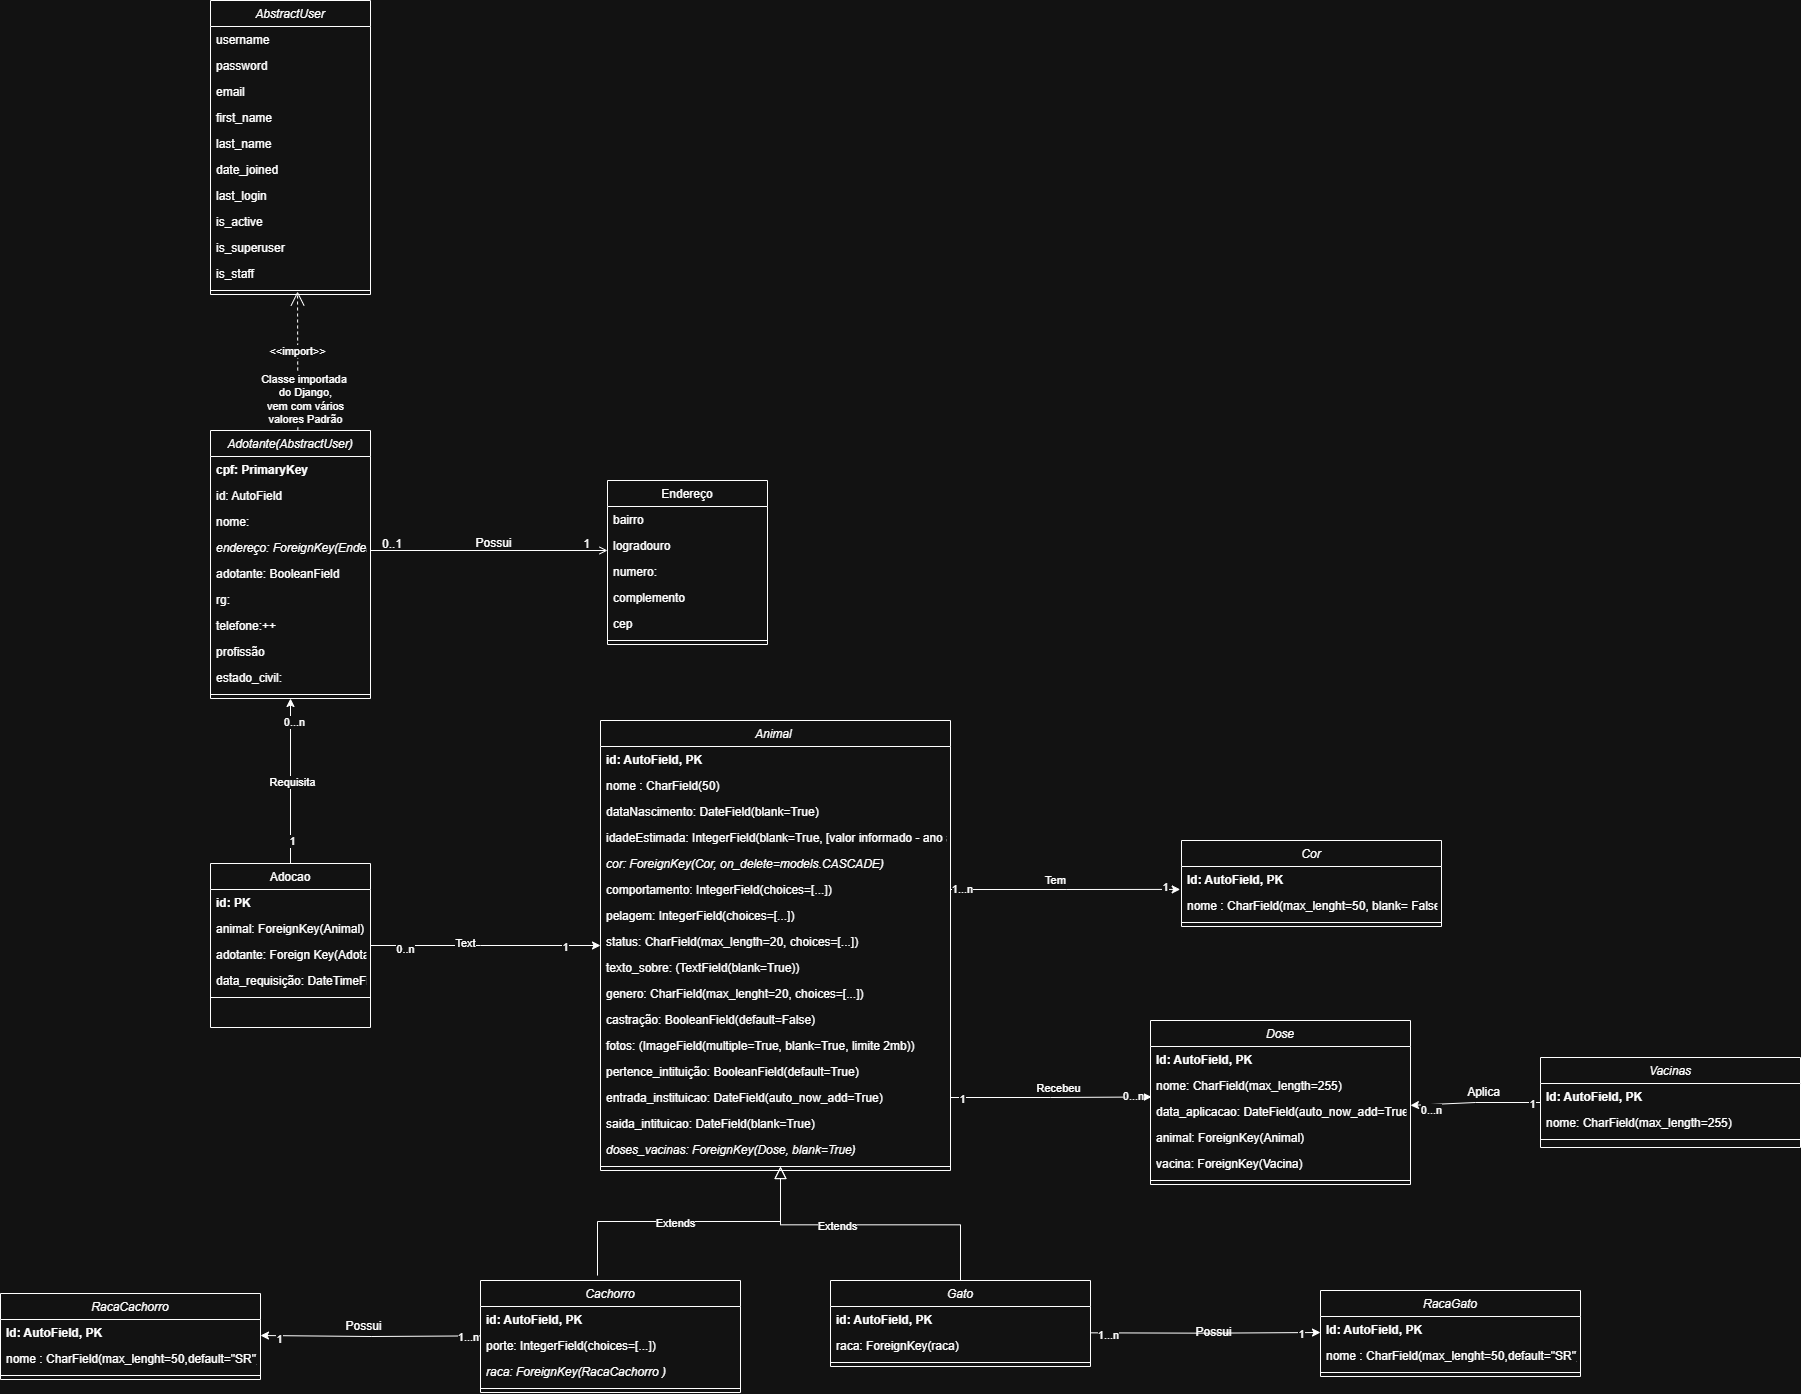 AbstractUser
username
password
email
first_name
last_name
date_joined
last_login
is_active
is_superuser
is_staff
<<import>>
Classe importada
do Django,
vem com vários
valores Padrão
Adotante(AbstractUser)
cpf: PrimaryKey
id: AutoField
nome:
endereço: ForeignKey(Ende
adotante: BooleanField
rg:
telefone:++
profissão
estado_civil:
0..1
Possui
1
Endereço
bairro
logradouro
numero:
complemento
cep
0...n
Requisita
1
Adocao
id: PK
animal: ForeignKey(Animal)
adotante: Foreign Key(Adota
data_requisição: DateTimeF
0..n
Text
1
Animal
id: AutoField, PK
nome : CharField(50)
dataNascimento: DateField(blank=True)
idadeEstimada: IntegerField(blank=True, [valor informado - ano
cor: ForeignKey(Cor, on_delete=models.CASCADE)
comportamento: IntegerField(choices=[...])
pelagem: IntegerField(choices=[...])
status: CharField(max_length=20, choices=[...])
texto_sobre: (TextField(blank=True))
genero: CharField(max_lenght=20, choices=[...])
castração: BooleanField(default=False)
fotos: (ImageField(multiple=True, blank=True, limite 2mb))
pertence_intituição: BooleanField(default=True)
entrada_instituicao: DateField(auto_now_add=True)
saida_intituicao: DateField(blank=True)
doses_vacinas: ForeignKey(Dose, blank=True)
1...n
Tem
1
Cor
Id: AutoField, PK
nome : CharField(max_lenght=50, blank= False
1
Recebeu
0...n
Dose
Id: AutoField, PK
nome: CharField(max_length=255)
data_aplicacao: DateField(auto_now_add=True
animal: ForeignKey(Animal)
vacina: ForeignKey(Vacina)
0...n
Aplica
1
Vacinas
Id: AutoField, PK
nome: CharField(max_length=255)
Extends
Extends
RacaCachorro
Id: AutoField, PK
nome : CharField(max_lenght=50,default="SR"
1
Possui
1...n
Cachorro
id: AutoField, PK
porte: IntegerField(choices=[...])
raca: ForeignKey(RacaCachorro )
Gato
id: AutoField, PK
raca: ForeignKey(raca)
1...n
Possui
1
RacaGato
Id: AutoField, PK
nome : CharField(max_lenght=50,default="SR"